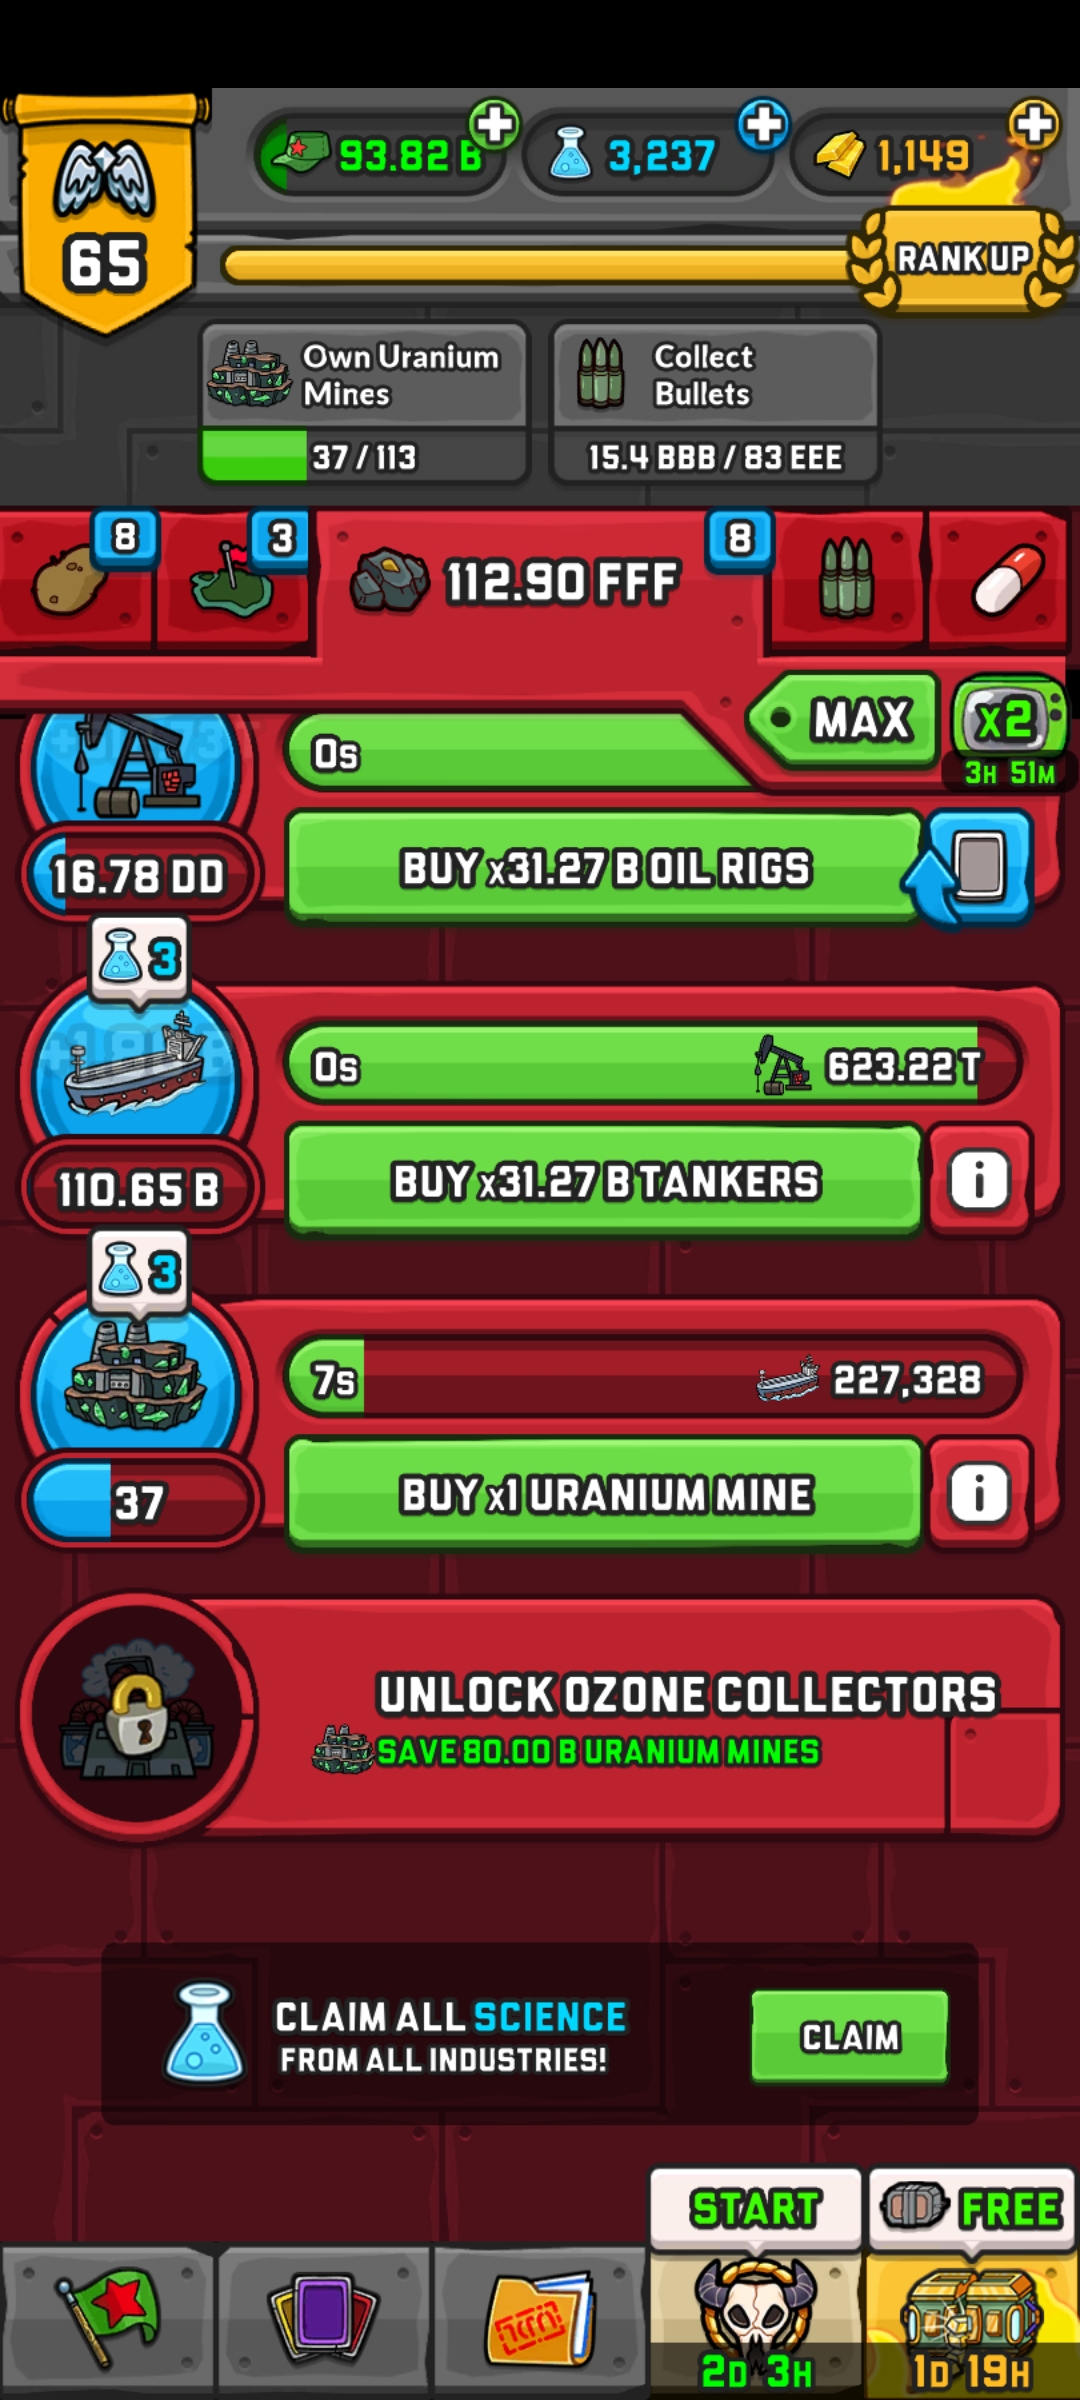 93.82 B
3,237
1,149
65
RANK UP
Own Uranium
Mines
Collect
Bullets
37 / 113
15.4 BBB / 83 EEE
8
3
112.90 FFF
8
MAX
x2
3H 51M
0s
16.78 DD
BUY x31.27 B OIL RIGS
3
0s
623.22 T
110.65 B
BUY x31.27 B TANKERS
i
3
7s
227,328
37
BUY x1 URANIUM MINE
i
UNLOCK OZONE COLLECTORS
SAVE 80.00 B URANIUM MINES
CLAIM ALL SCIENCE
FROM ALL INDUSTRIES!
CLAIM
START
FREE
2D 3H
1D 19H